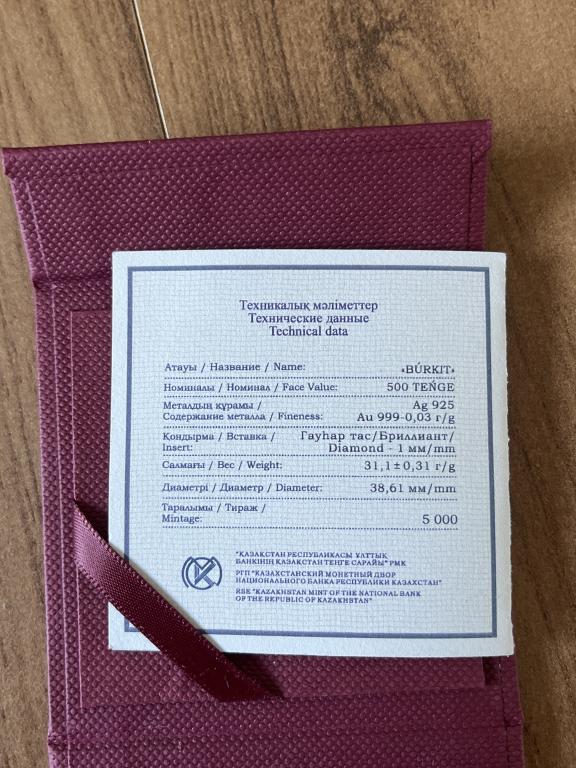 Техникалық мәліметтер
Технические данные
Technical data
Атауы / Название / Name: «BÚRKIT»
Номиналы / Номинал / Face Value: 500 TEŃGE
Металдың құрамы / Ag 925
Содержание металла / Fineness: Au 999-0,03 г/g
Қондырма / Вставка / Гауһар тас/Бриллиант/
Insert: Diamond - 1 мм/mm
Салмағы / Вес / Weight: 31,1±0,31 г/g
Диаметрі / Диаметр / Diameter: 38,61 мм/mm
Таралымы / Тираж /
Mintage: 5 000
"ҚАЗАҚСТАН РЕСПУБЛИКАСЫ ҰЛТТЫҚ
БАНКІНІҢ ҚАЗАҚСТАН ТЕҢГЕ САРАЙЫ" РМК
РГП "КАЗАХСТАНСКИЙ МОНЕТНЫЙ ДВОР
НАЦИОНАЛЬНОГО БАНКА РЕСПУБЛИКИ КАЗАХСТАН"
RSE "KAZAKHSTAN MINT OF THE NATIONAL BANK
OF THE REPUBLIC OF KAZAKHSTAN"